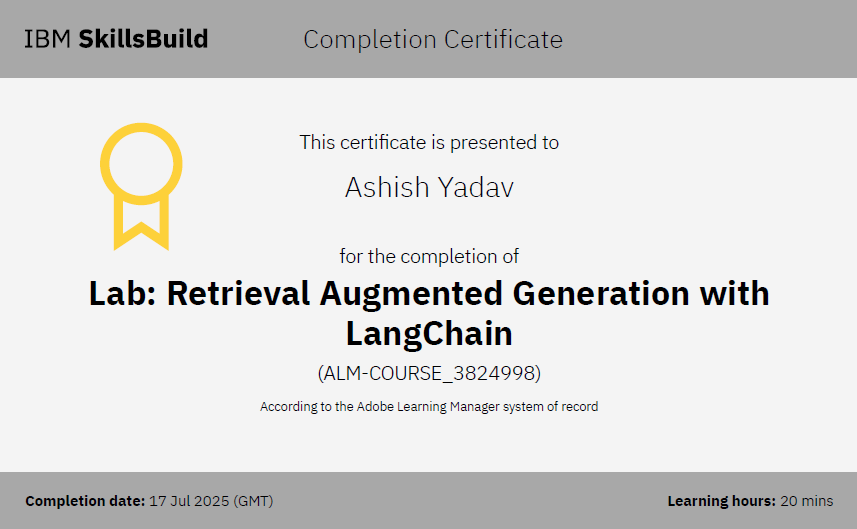 IBM SkillsBuild
Completion Certificate
This certificate is presented to
Ashish Yadav
for the completion of
Lab: Retrieval Augmented Generation with
LangChain
(ALM-COURSE_3824998)
According to the Adobe Learning Manager system of record
Completion date: 17 Jul 2025 (GMT)
Learning hours: 20 mins